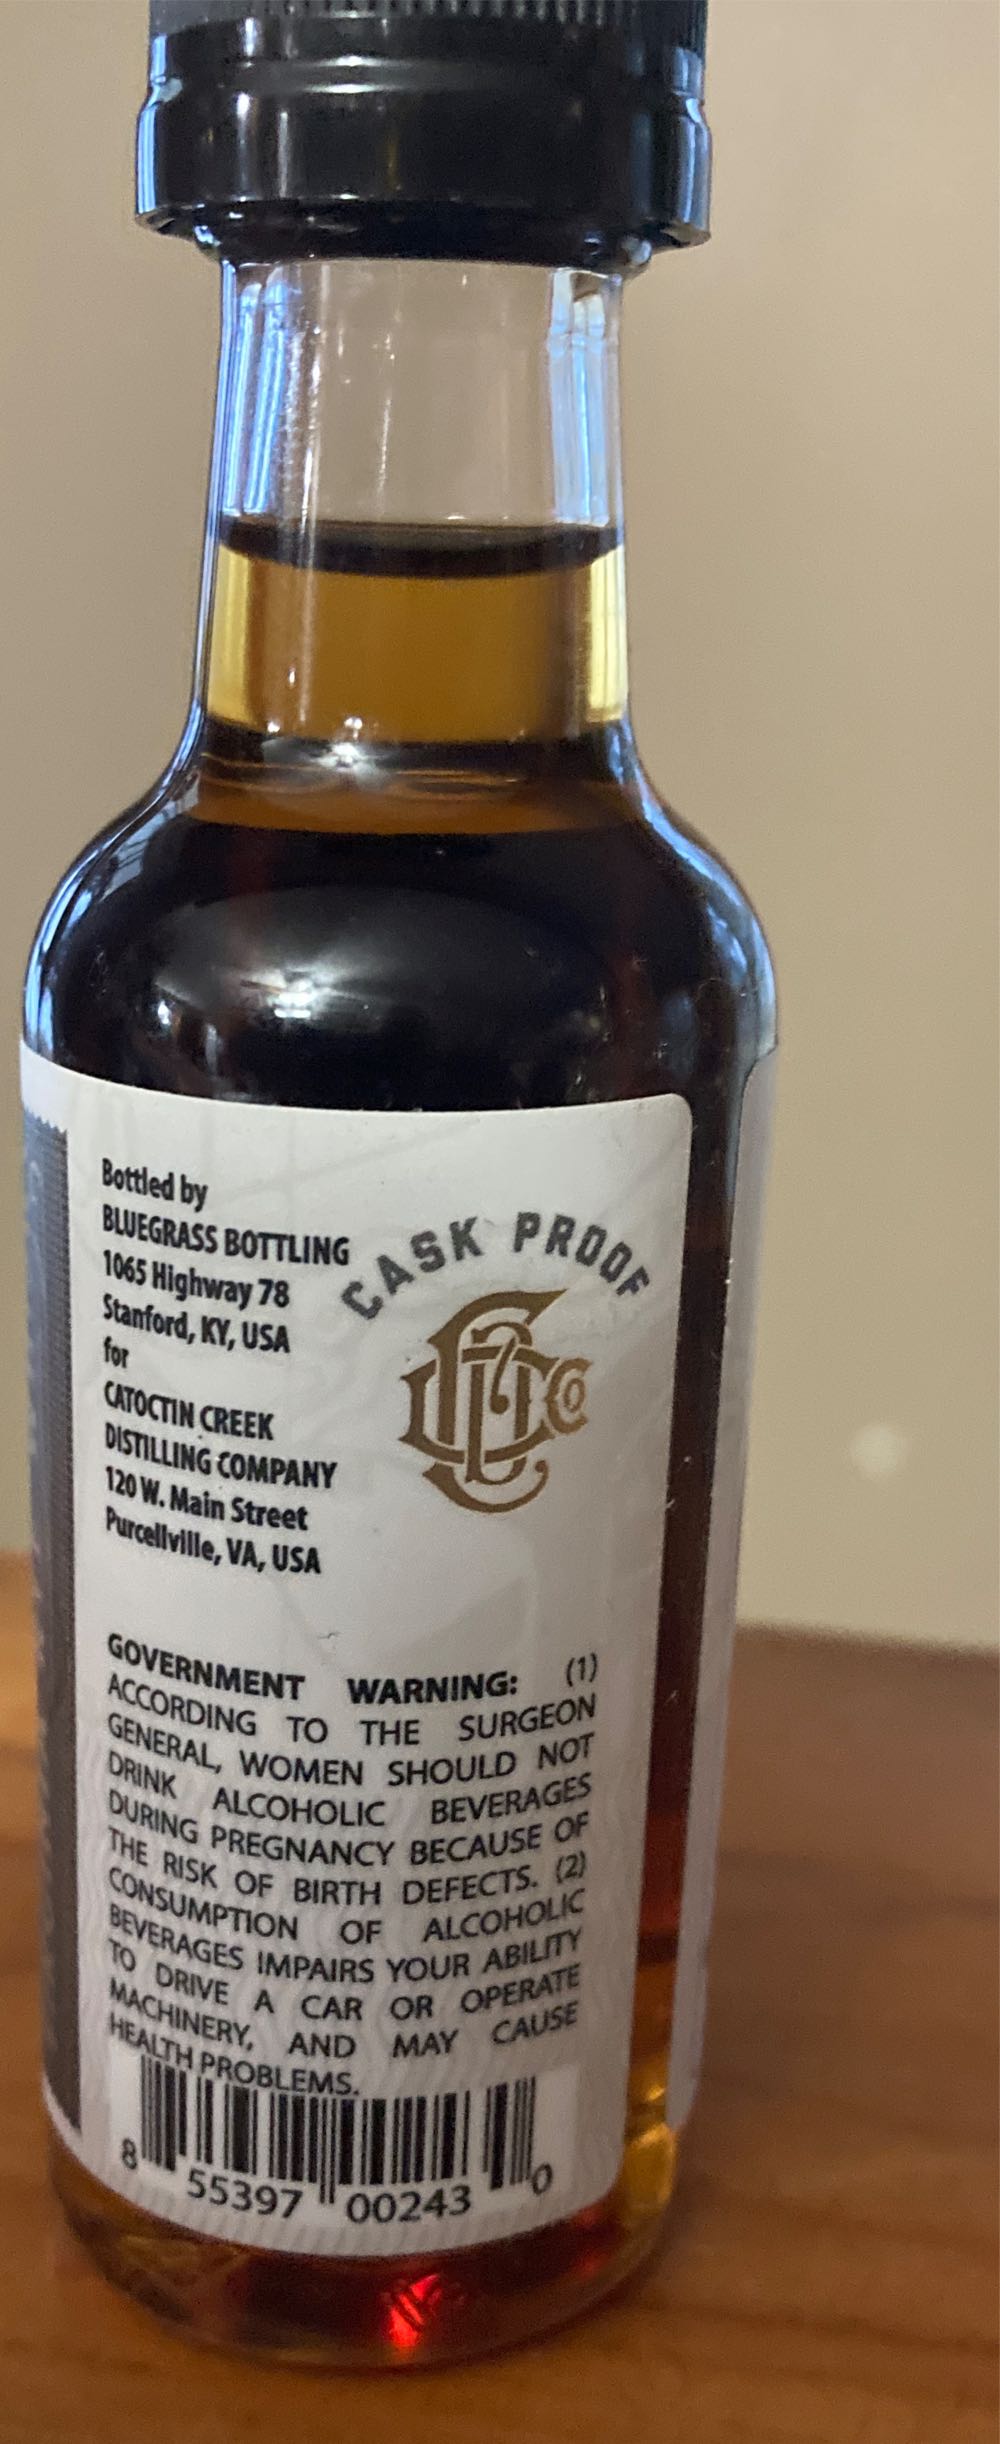 Bottled by
BLUEGRASS BOTTLING
1065 Highway 78
Stanford, KY, USA
for
CATOCTIN CREEK
DISTILLING COMPANY
120 W. Main Street
Purcellville, VA, USA
CASK PROOF
GOVERNMENT WARNING: (1)
ACCORDING TO THE SURGEON
GENERAL, WOMEN SHOULD NOT
DRINK ALCOHOLIC BEVERAGES
DURING PREGNANCY BECAUSE OF
THE RISK OF BIRTH DEFECTS. (2)
CONSUMPTION OF ALCOHOLIC
BEVERAGES IMPAIRS YOUR ABILITY
TO DRIVE A CAR OR OPERATE
MACHINERY, AND MAY CAUSE
HEALTH PROBLEMS.
8 55397 00243 0